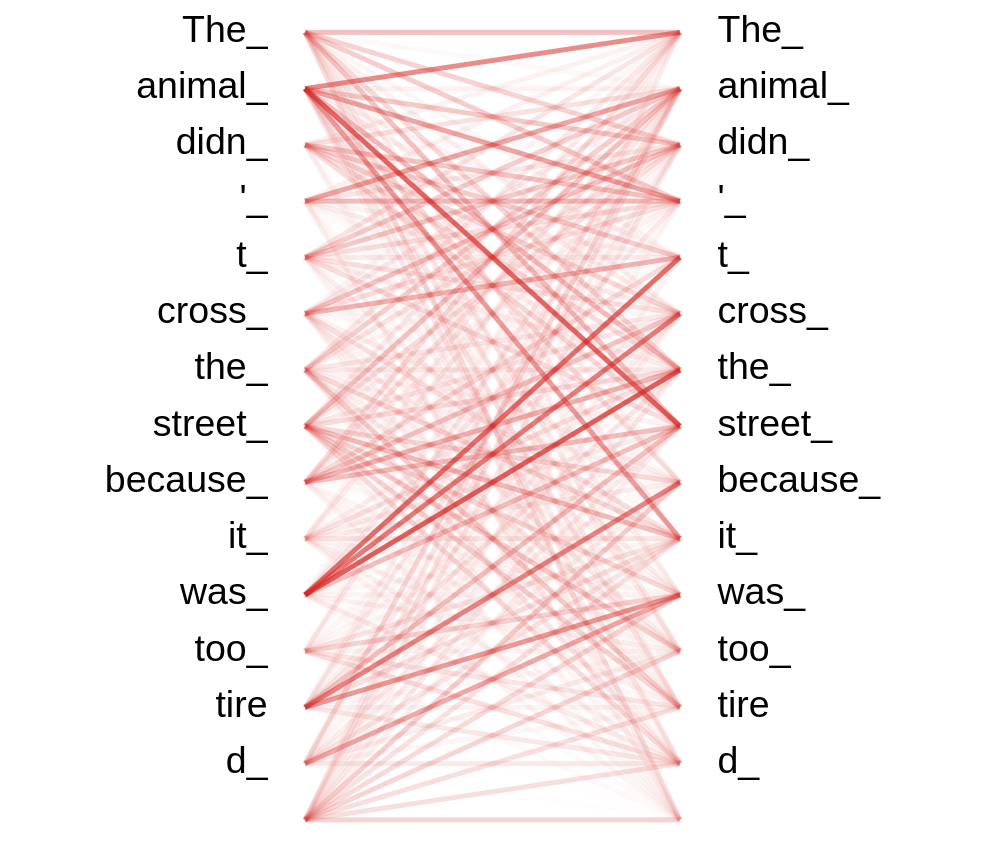 The_ The_
animal_ animal_
didn_ didn_
'_ '_
t_ t_
cross_ cross_
the_ the_
street_ street_
because_ because_
it_ it_
was_ was_
too_ too_
tire tire
d_ d_